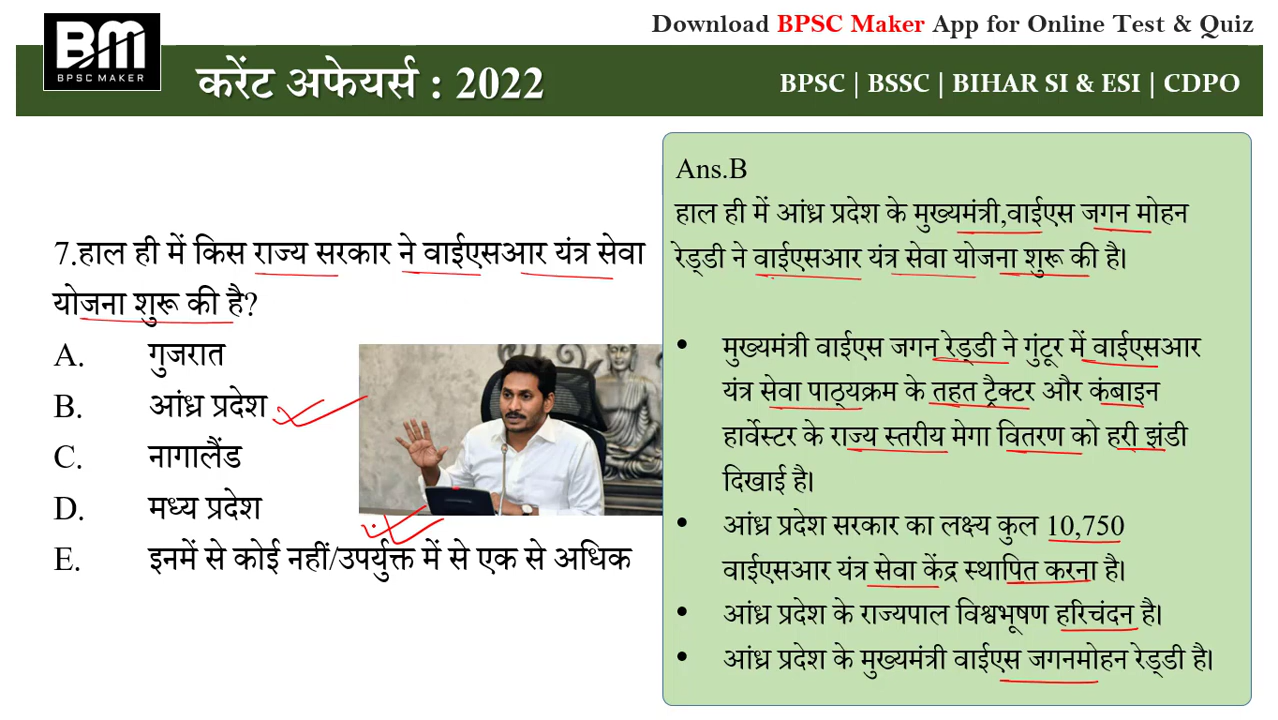 Download BPSC Maker App for Online Test & Quiz
BM
BPSC MAKER
करेंट अफेयर्स : 2022
BPSC | BSSC | BIHAR SI & ESI | CDPO
7.हाल ही में किस राज्य सरकार ने वाईएसआर यंत्र सेवा
योजना शुरू की है?
A. गुजरात
B. आंध्र प्रदेश
C. नागालैंड
D. मध्य प्रदेश
E. इनमें से कोई नहीं/उपर्युक्त में से एक से अधिक
Ans.B
हाल ही में आंध्र प्रदेश के मुख्यमंत्री,वाईएस जगन मोहन
रेड्डी ने वाईएसआर यंत्र सेवा योजना शुरू की है।
• मुख्यमंत्री वाईएस जगन रेड्डी ने गुंटूर में वाईएसआर
यंत्र सेवा पाठ्यक्रम के तहत ट्रैक्टर और कंबाइन
हार्वेस्टर के राज्य स्तरीय मेगा वितरण को हरी झंडी
दिखाई है।
• आंध्र प्रदेश सरकार का लक्ष्य कुल 10,750
वाईएसआर यंत्र सेवा केंद्र स्थापित करना है।
• आंध्र प्रदेश के राज्यपाल विश्वभूषण हरिचंदन है।
• आंध्र प्रदेश के मुख्यमंत्री वाईएस जगनमोहन रेड्डी है।